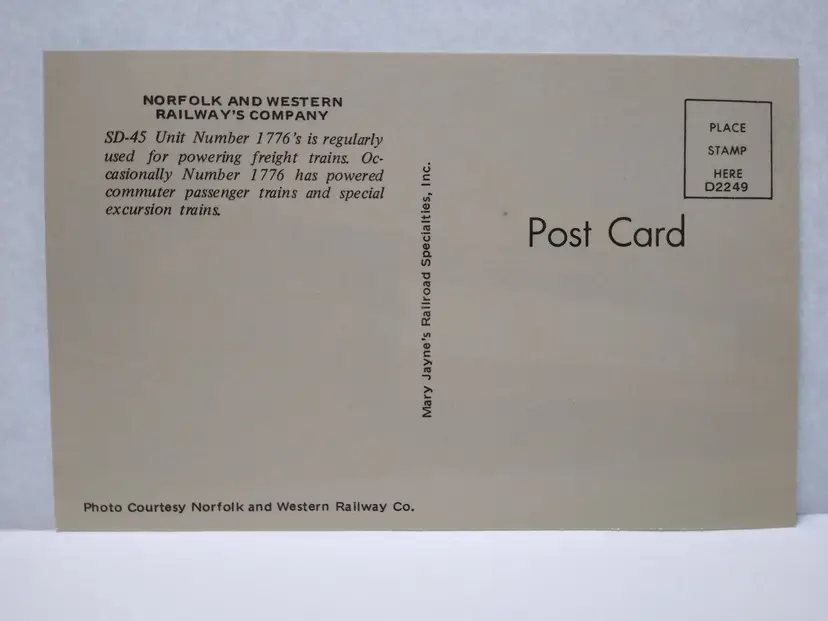 NORFOLK AND WESTERN
RAILWAY'S COMPANY
SD-45 Unit Number 1776's is regularly
used for powering freight trains. Oc-
casionally Number 1776 has powered
commuter passenger trains and special
excursion trains.
Photo Courtesy Norfolk and Western Railway Co.
Mary Jayne's Railroad Specialties, Inc.
PLACE
STAMP
HERE
D2249
Post Card